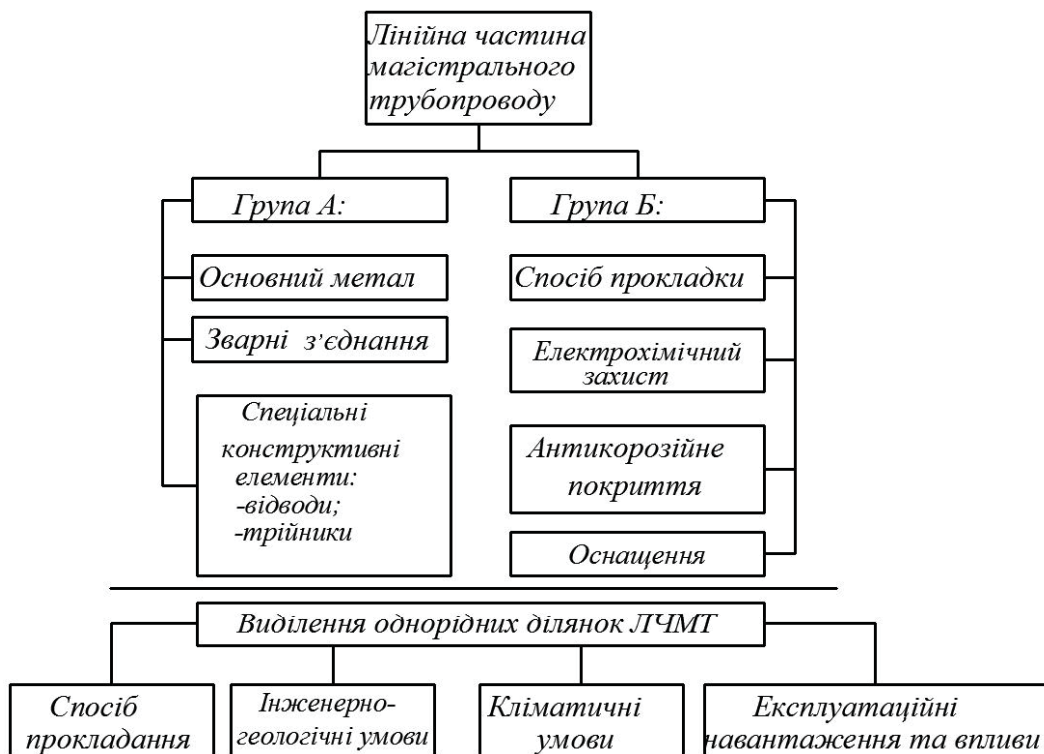 Лінійна частина
магістрального
трубопроводу
Група А:
Основний метал
Зварні з’єднання
Спеціальні
конструктивні
елементи:
-відводи;
-трійники
Група Б:
Спосіб прокладки
Електрохімічний
захист
Антикорозійне
покриття
Оснащення
Виділення однорідних ділянок ЛЧМТ
Спосіб
прокладання
Інженерно-
геологічні умови
Кліматичні
умови
Експлуатаційні
навантаження та впливи